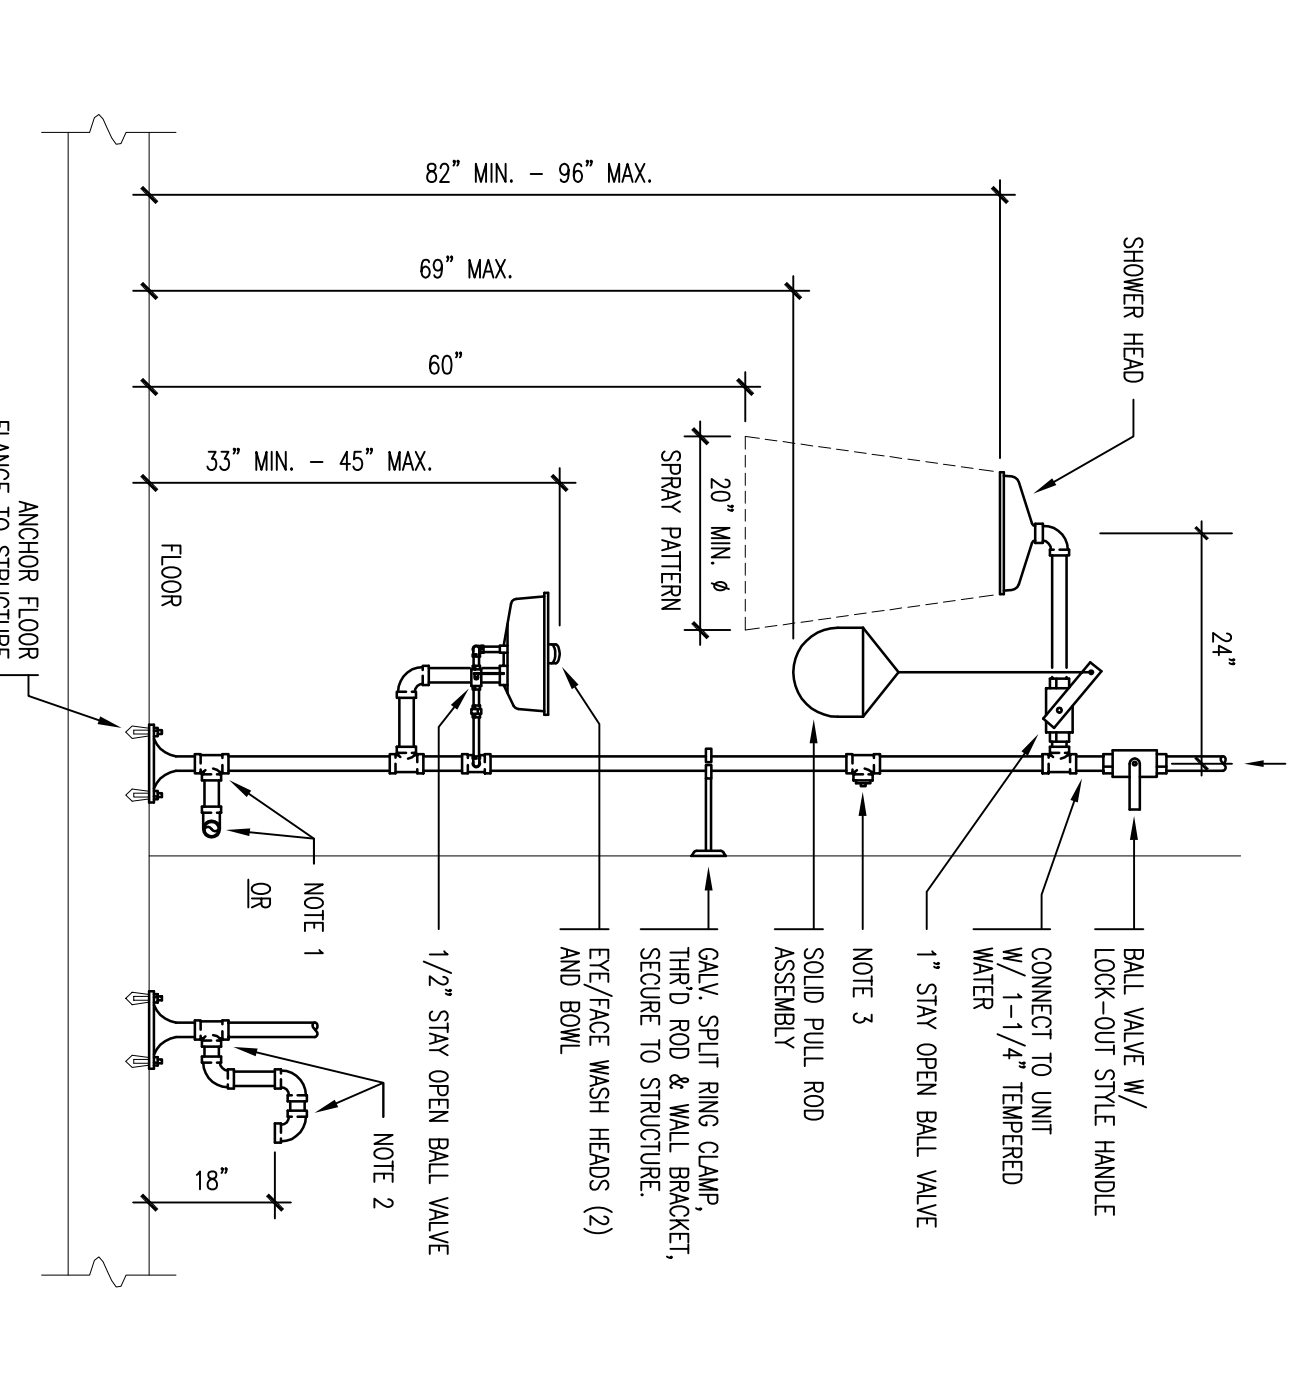 SHOWER HEAD
24"
82" MIN. - 96" MAX.
69" MAX.
60"
33" MIN. - 45" MAX.
20" MIN. Ø
SPRAY PATTERN
FLOOR
ANCHOR FLOOR
FLANGE TO STRUCTURE
BALL VALVE W/
LOCK-OUT STYLE HANDLE
CONNECT TO UNIT
W/ 1-1/4" TEMPERED
WATER
1" STAY OPEN BALL VALVE
NOTE 3
SOLID PULL ROD
ASSEMBLY
GALV. SPLIT RING CLAMP,
THR'D ROD & WALL BRACKET,
SECURE TO STRUCTURE.
EYE/FACE WASH HEADS (2)
AND BOWL
1/2" STAY OPEN BALL VALVE
NOTE 1
OR
NOTE 2
18"